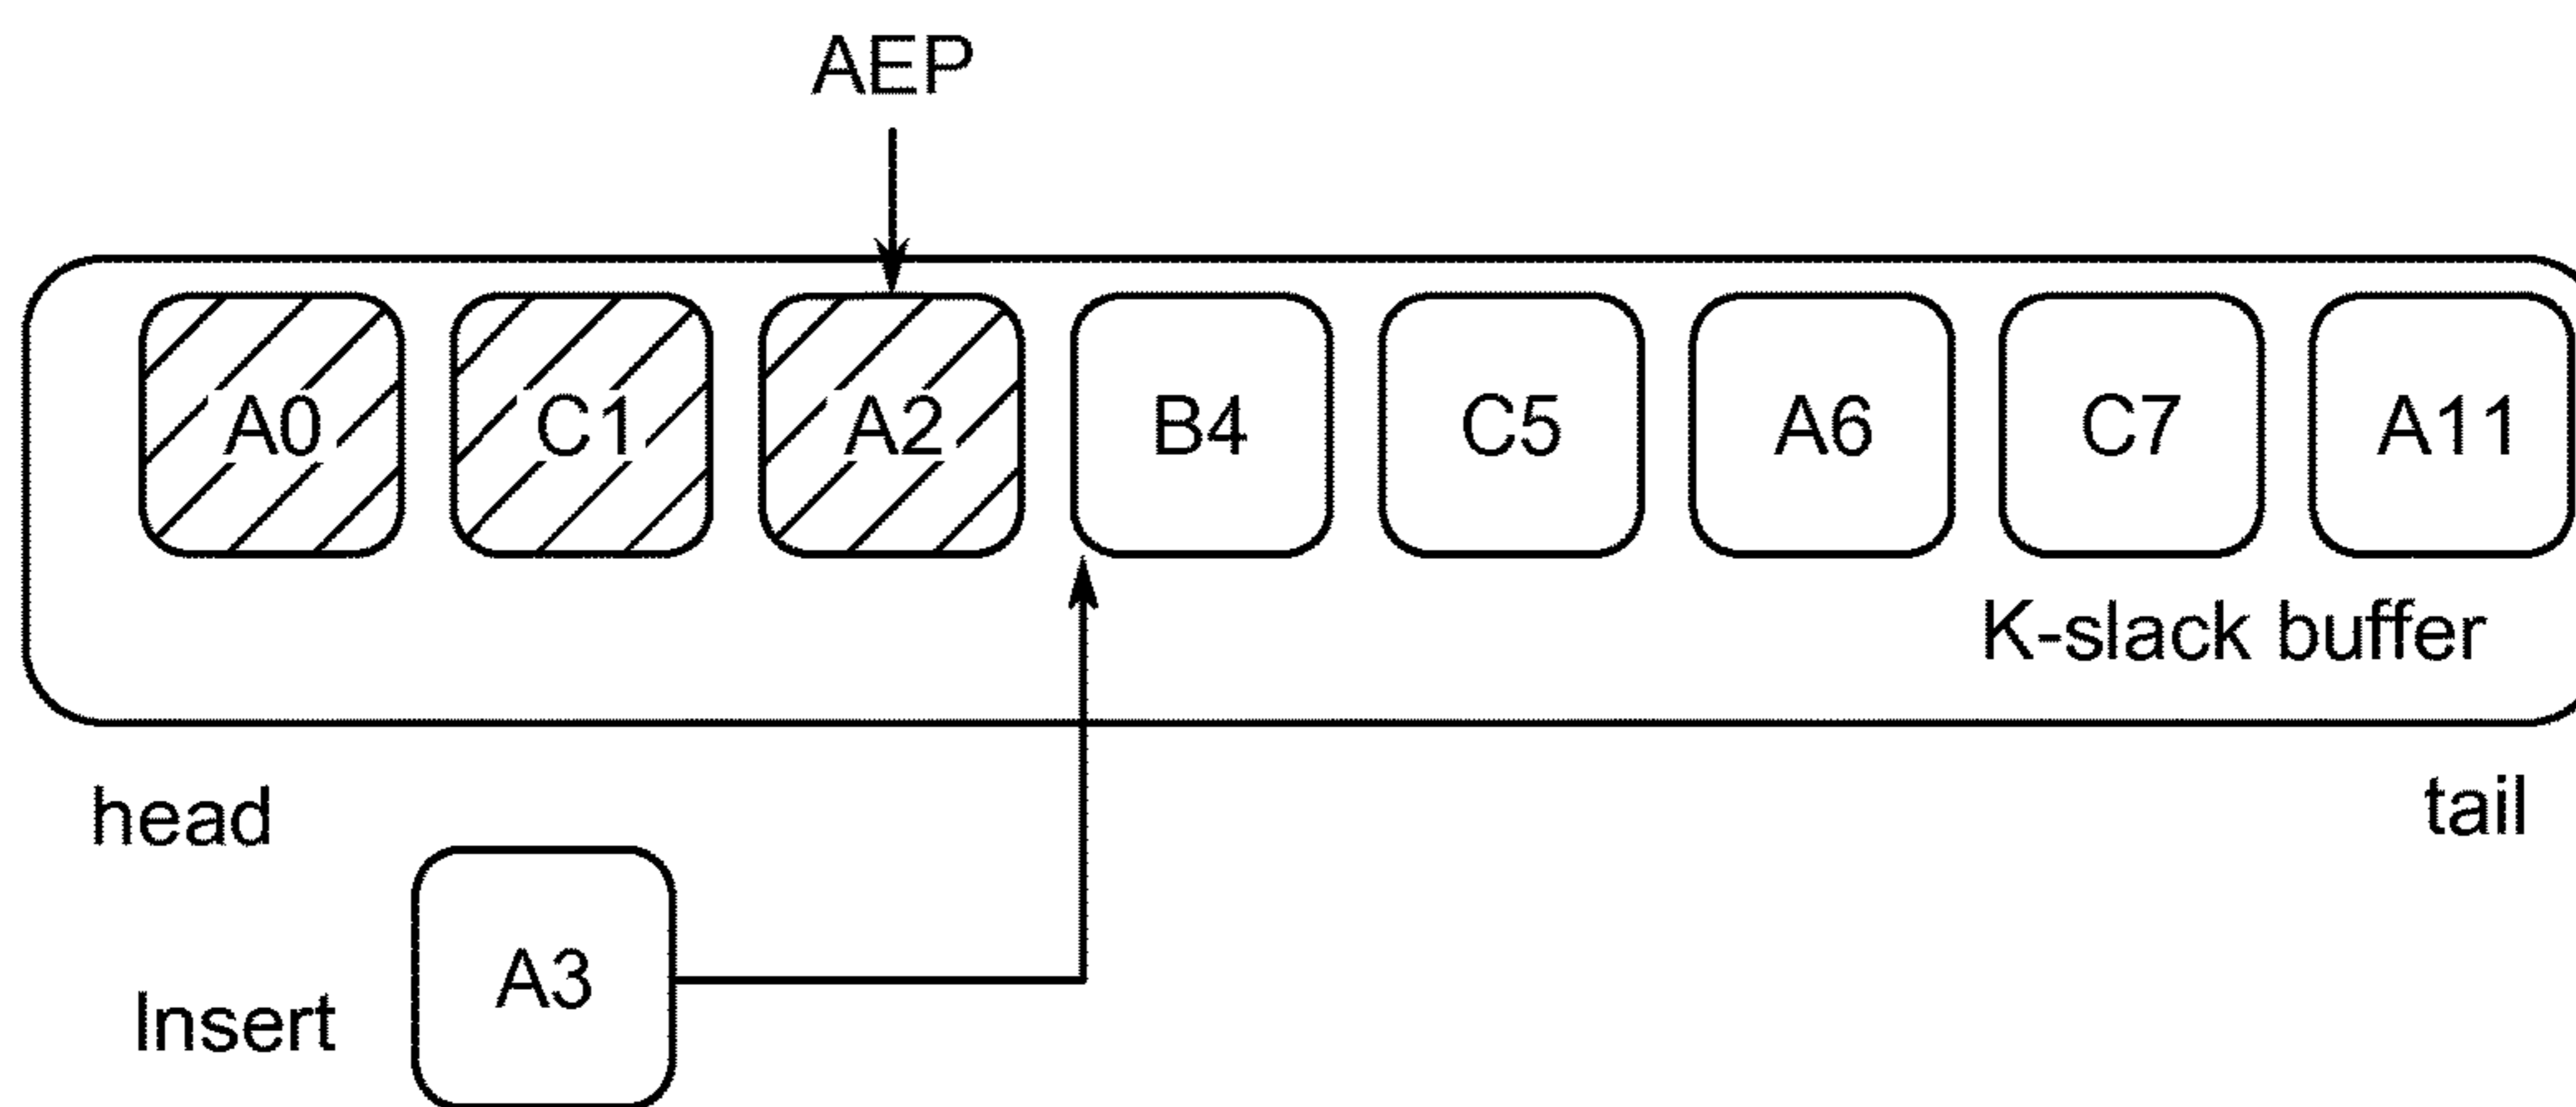 AEP
A0 C1 A2 B4 C5 A6 C7 A11
K-slack buffer
head tail
A3
Insert